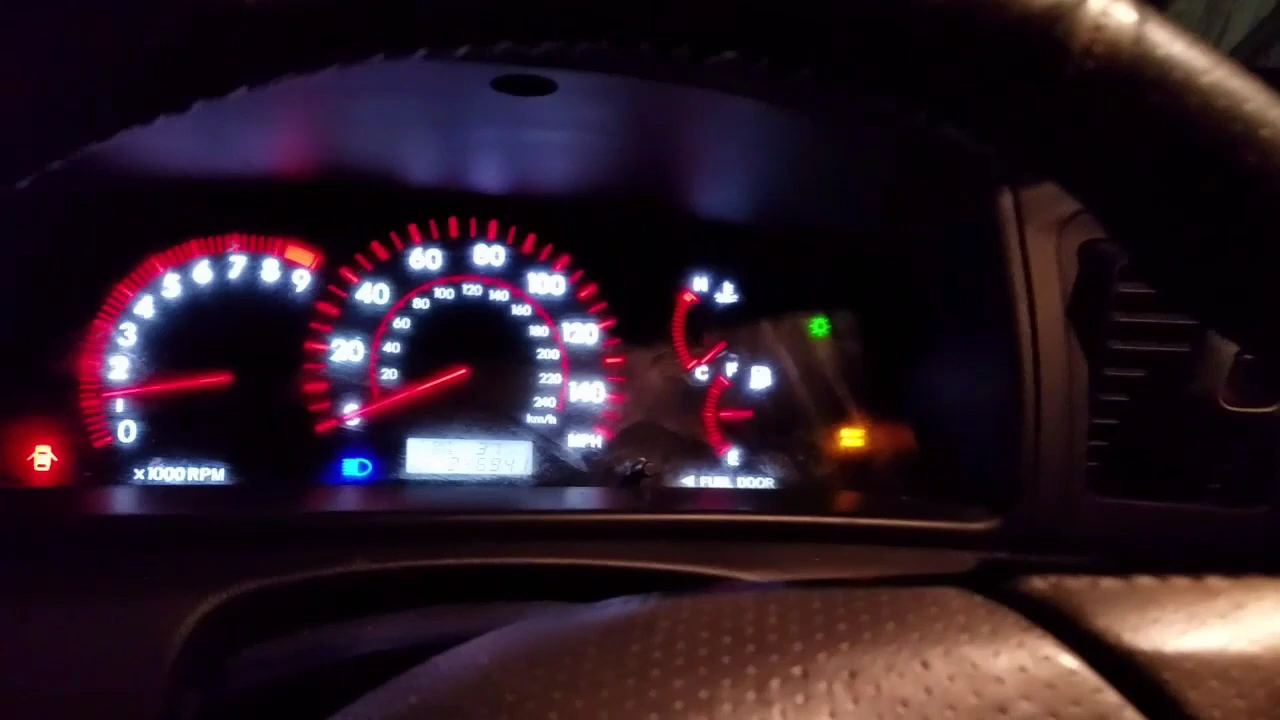 0 1 2 3 4 5 6 7 8 9
x1000 RPM
20 40 60 80 100 120 140
MPH
20 40 60 80 100 120 140 160 180 200 220 240
km/h
H
C
F
E
◀ FUEL DOOR